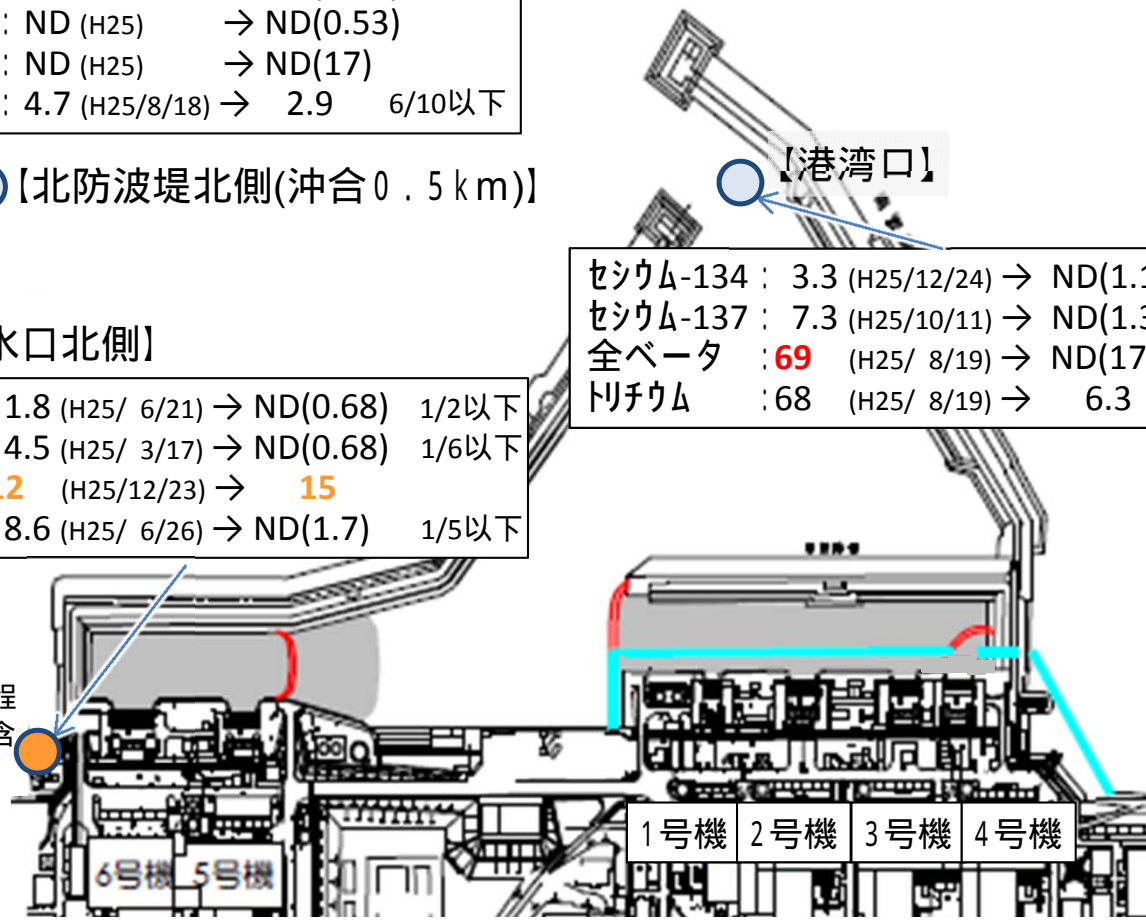 : ND (H25) → ND(0.53)
: ND (H25) → ND(17)
: 4.7 (H25/8/18) → 2.9 6/10以下
【北防波堤北側(沖合０．５ｋｍ)】
【港湾口】
セシウム-134 : 3.3 (H25/12/24) → ND(1.1
セシウム-137 : 7.3 (H25/10/11) → ND(1.3
全ベータ :69 (H25/ 8/19) → ND(17
トリチウム :68 (H25/ 8/19) → 6.3
水口北側】
1.8 (H25/ 6/21) → ND(0.68) 1/2以下
4.5 (H25/ 3/17) → ND(0.68) 1/6以下
12 (H25/12/23) → 15
8.6 (H25/ 6/26) → ND(1.7) 1/5以下
程
含
1号機 2号機 3号機 4号機
6号機 5号機